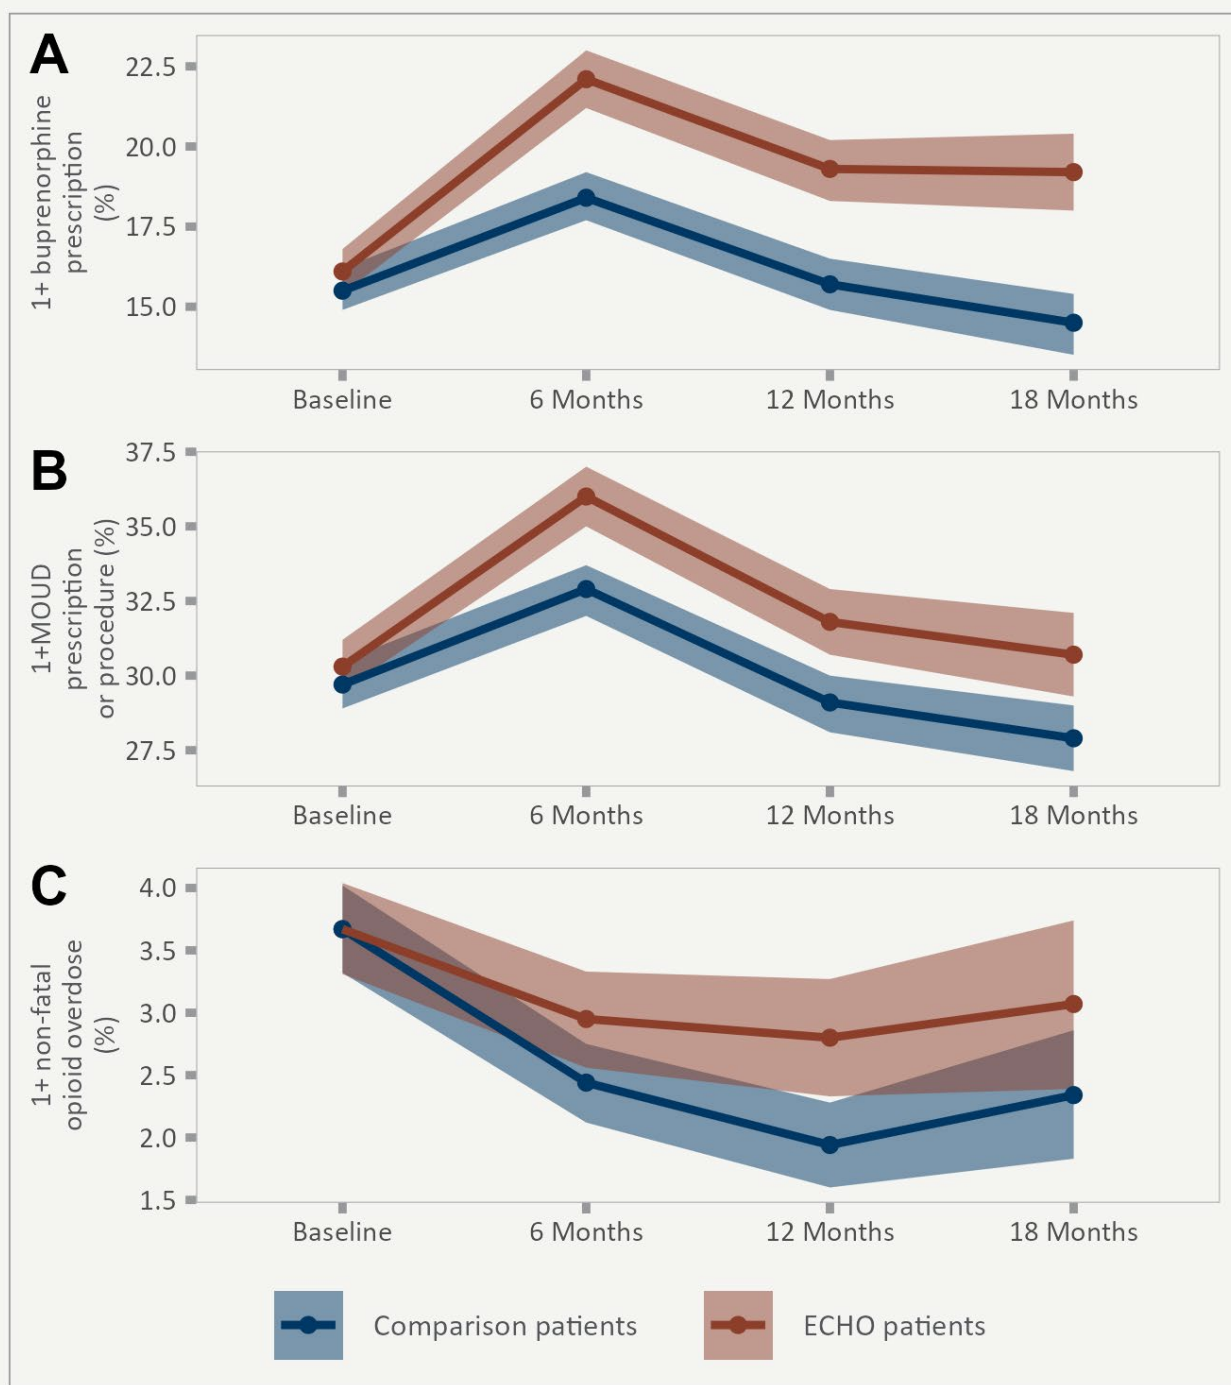 A
1+ buprenorphine
prescription
(%)
22.5
20.0
17.5
15.0
Baseline
6 Months
12 Months
18 Months
B
1+MOUD
prescription
or procedure (%)
37.5
35.0
32.5
30.0
27.5
Baseline
6 Months
12 Months
18 Months
C
1+ non-fatal
opioid overdose
(%)
4.0
3.5
3.0
2.5
2.0
1.5
Baseline
6 Months
12 Months
18 Months
Comparison patients
ECHO patients